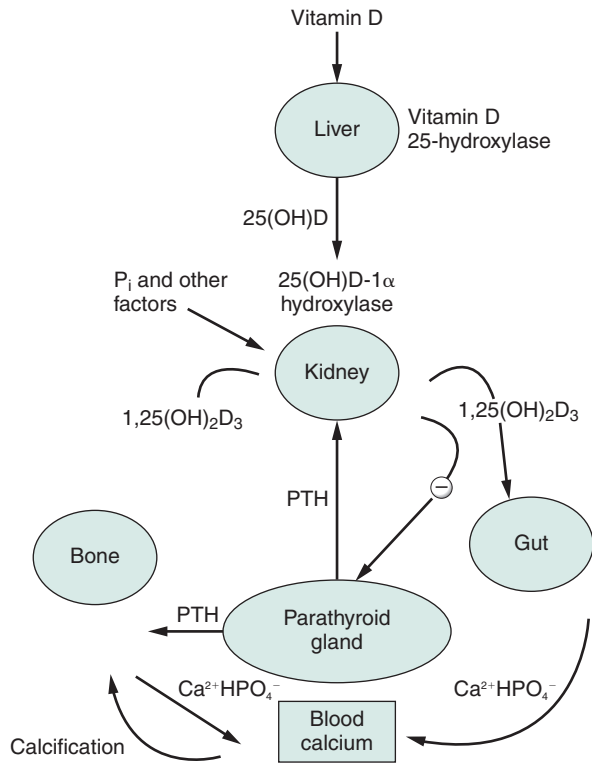 Vitamin D
Liver
Vitamin D
25-hydroxylase
25(OH)D
Pᵢ and other
factors
25(OH)D-1α
hydroxylase
Kidney
1,25(OH)₂D₃
1,25(OH)₂D₃
−
PTH
Bone
Gut
PTH
Parathyroid
gland
Ca²⁺HPO₄⁻
Ca²⁺HPO₄⁻
Blood
calcium
Calcification